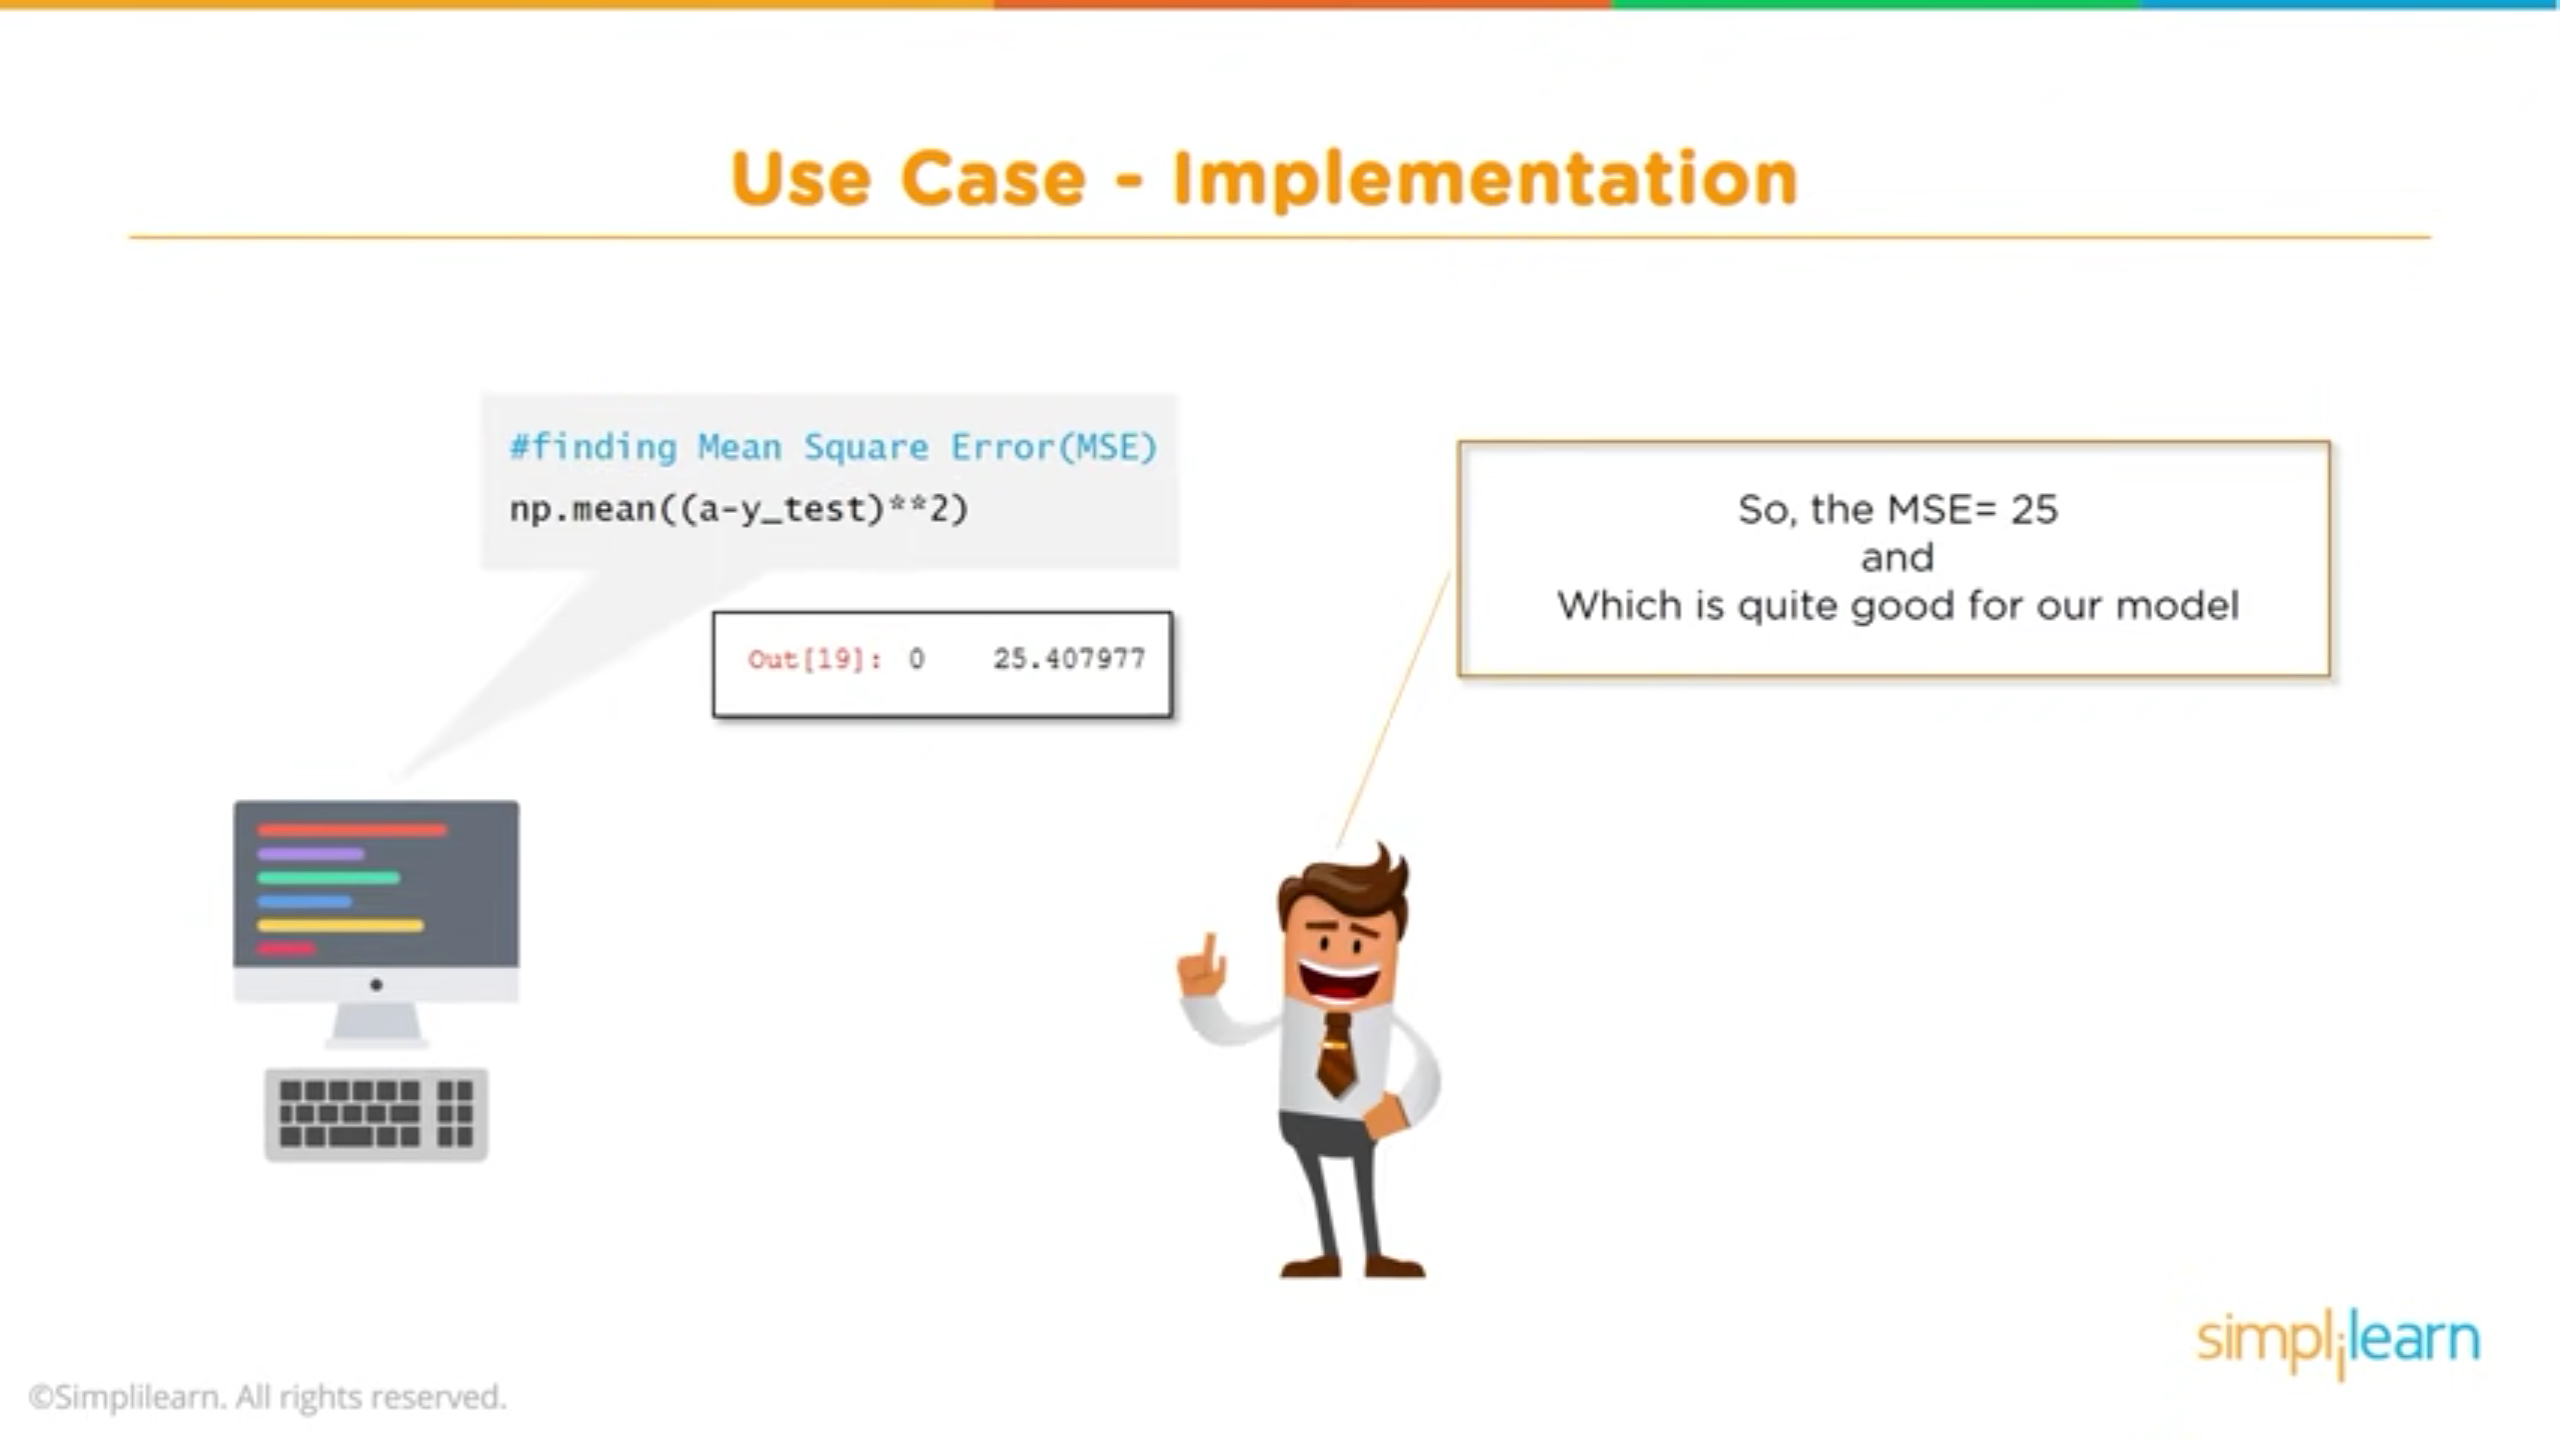 Use Case - Implementation
#finding Mean Square Error(MSE)
np.mean((a-y_test)**2)
Out[19]: 0 25.407977
So, the MSE= 25
and
Which is quite good for our model
simplilearn
©Simplilearn. All rights reserved.